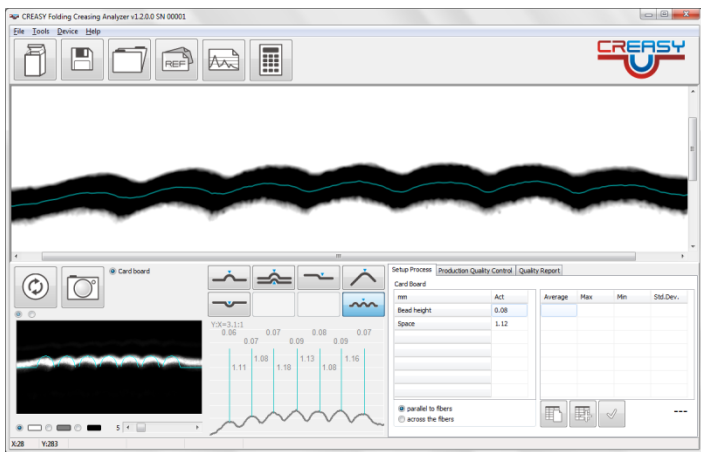 CREASY Folding Creasing Analyzer v1.2.0.0 SN 00001
File Tools Device Help
REF
CREASY
Card board
Setup Process Production Quality Control Quality Report
Card Board
mm Act Average Max Min Std.Dev.
Bead height 0.08
Space 1.12
Y:X=3.1:1
0.06 0.07 0.08 0.07
0.07 0.09 0.09
1.08 1.13 1.16
1.11 1.18 1.08
parallel to fibers
across the fibers
---
5
X:28 Y:283